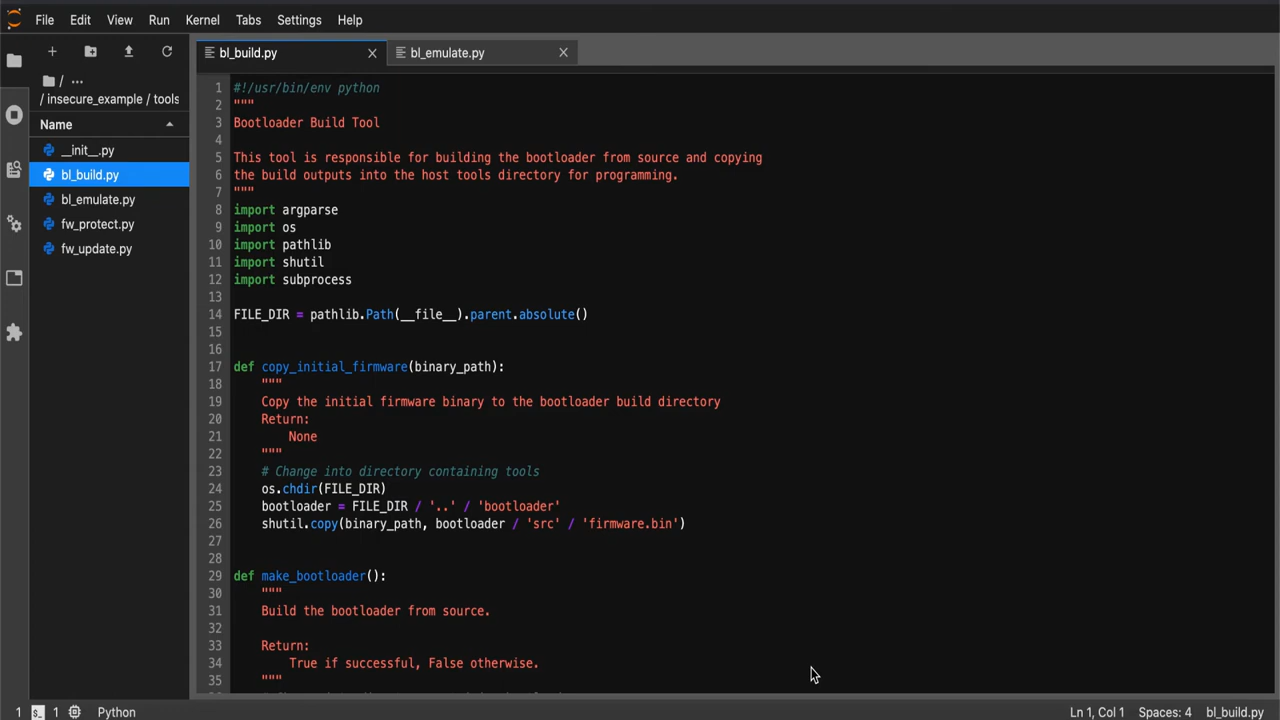 File Edit View Run Kernel Tabs Settings Help
bl_build.py
bl_emulate.py
/ ...
/ insecure_example / tools
Name
__init__.py
bl_build.py
bl_emulate.py
fw_protect.py
fw_update.py
1 #!/usr/bin/env python
2 """
3 Bootloader Build Tool
4
5 This tool is responsible for building the bootloader from source and copying
6 the build outputs into the host tools directory for programming.
7 """
8 import argparse
9 import os
10 import pathlib
11 import shutil
12 import subprocess
13
14 FILE_DIR = pathlib.Path(__file__).parent.absolute()
15
16
17 def copy_initial_firmware(binary_path):
18     """
19     Copy the initial firmware binary to the bootloader build directory
20     Return:
21         None
22     """
23     # Change into directory containing tools
24     os.chdir(FILE_DIR)
25     bootloader = FILE_DIR / '..' / 'bootloader'
26     shutil.copy(binary_path, bootloader / 'src' / 'firmware.bin')
27
28
29 def make_bootloader():
30     """
31     Build the bootloader from source.
32
33     Return:
34         True if successful, False otherwise.
35     """
1 1 Python Ln 1, Col 1 Spaces: 4 bl_build.py